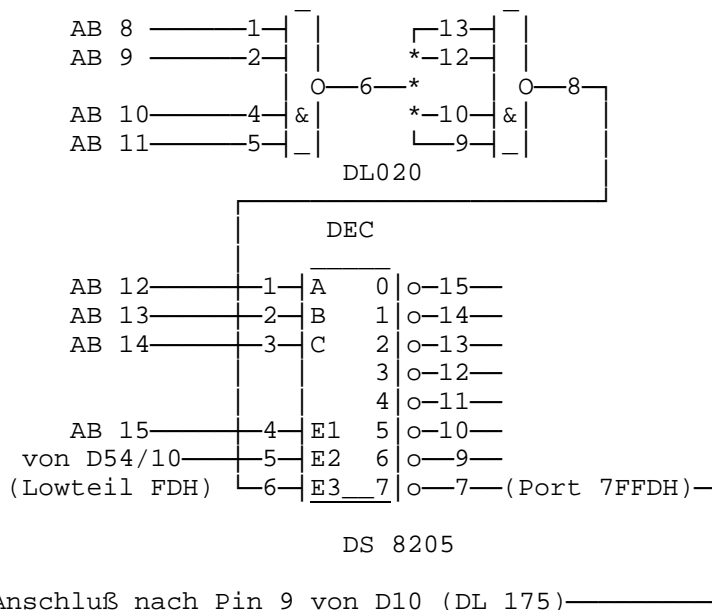 AB 8 1 13
AB 9 2 * 12
O 6 * O 8
AB 10 4 & * 10 &
AB 11 5 9
DL020
DEC
AB 12 1 A 0 o 15
AB 13 2 B 1 o 14
AB 14 3 C 2 o 13
3 o 12
4 o 11
AB 15 4 E1 5 o 10
von D54/10 5 E2 6 o 9
(Lowteil FDH) 6 E3__7 o 7 (Port 7FFDH)
DS 8205
Anschluß nach Pin 9 von D10 (DL 175)